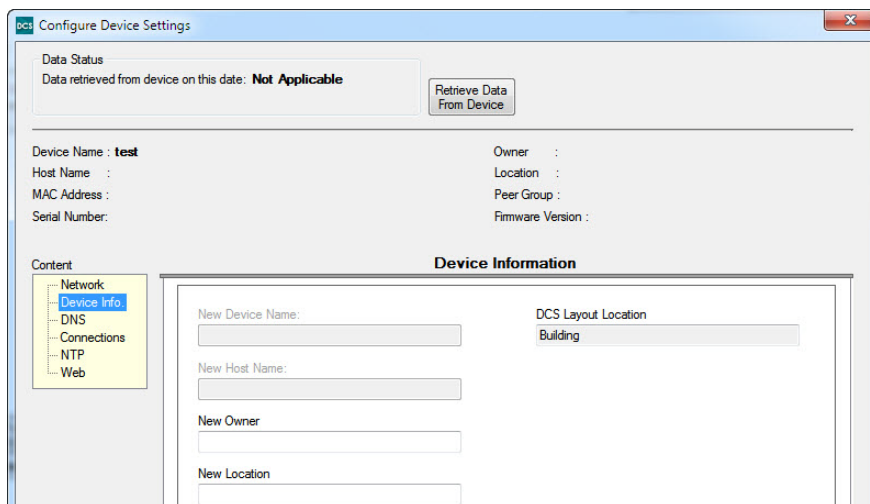 DCS Configure Device Settings
X
Data Status
Data retrieved from device on this date: Not Applicable
Retrieve Data
From Device
Device Name : test
Owner :
Host Name :
Location :
MAC Address :
Peer Group :
Serial Number:
Firmware Version :
Content
Device Information
Network
Device Info.
DNS
Connections
NTP
Web
New Device Name:
DCS Layout Location
Building
New Host Name:
New Owner
New Location